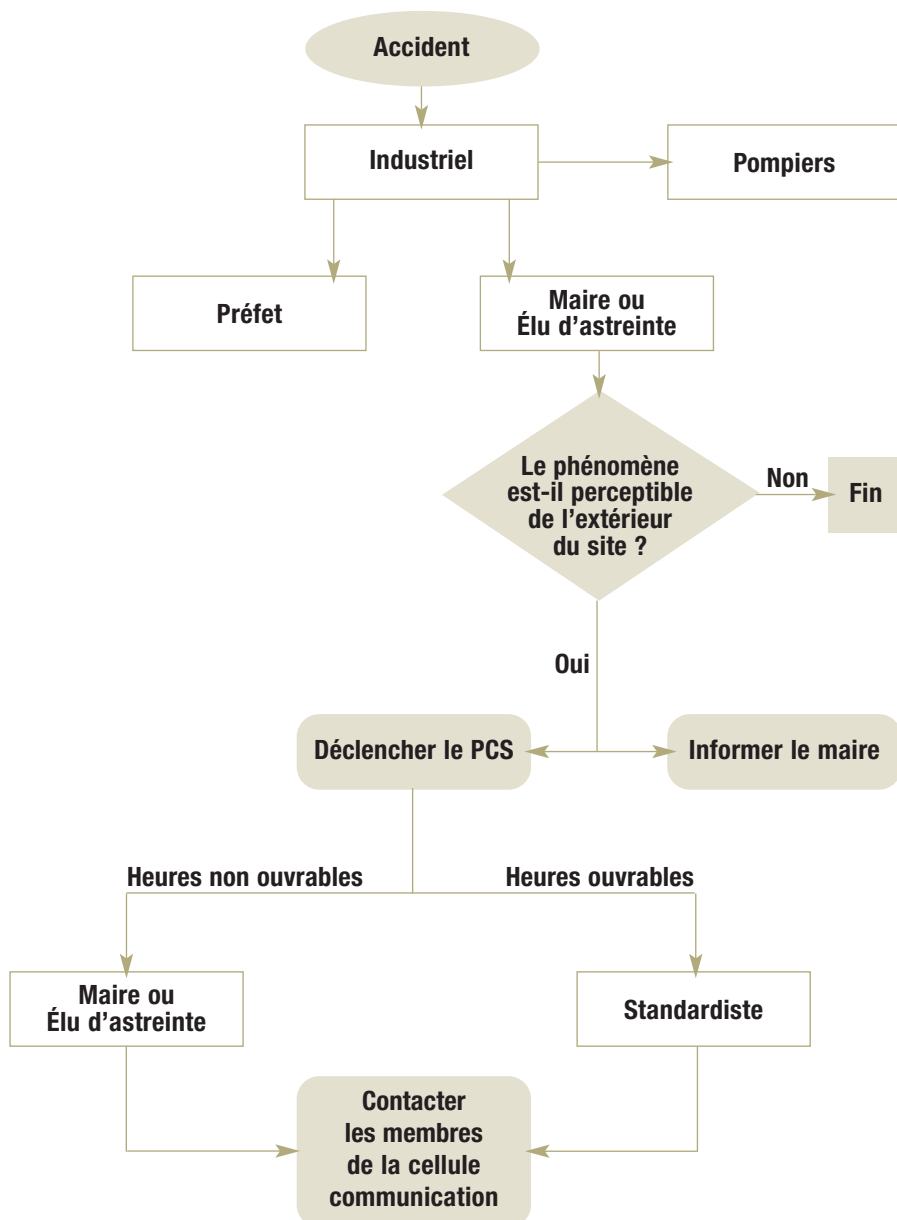 Accident
Industriel
Pompiers
Préfet
Maire ou
Élu d’astreinte
Le phénomène
est-il perceptible
de l’extérieur
du site ?
Non
Fin
Oui
Déclencher le PCS
Informer le maire
Heures non ouvrables
Heures ouvrables
Maire ou
Élu d’astreinte
Standardiste
Contacter
les membres
de la cellule
communication